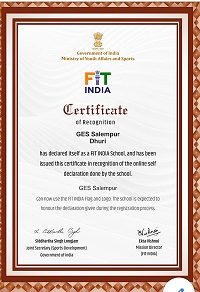 Government of India
Ministry of Youth Affairs and Sports
FIT
INDIA
Certificate
of Recognition
GES Salempur
Dhuri
has declared itself as a FIT INDIA School, and has been
issued this certificate in recognition of the online self
declaration done by the school.
GES Salempur
can now use the FIT INDIA Flag and Logo. The school is expected to
honour the declaration given during the registration process.
Siddhartha Singh Longjam
Joint Secretary (Sports Development)
Government of India
Ekta Vishnoi
Mission Director
(FIT INDIA)